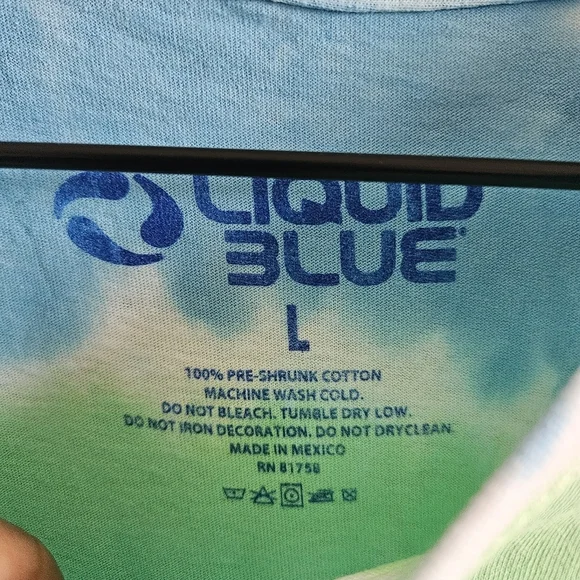 LIQUID
BLUE®
L
100% PRE-SHRUNK COTTON
MACHINE WASH COLD.
DO NOT BLEACH. TUMBLE DRY LOW.
DO NOT IRON DECORATION. DO NOT DRYCLEAN.
MADE IN MEXICO
RN 81758